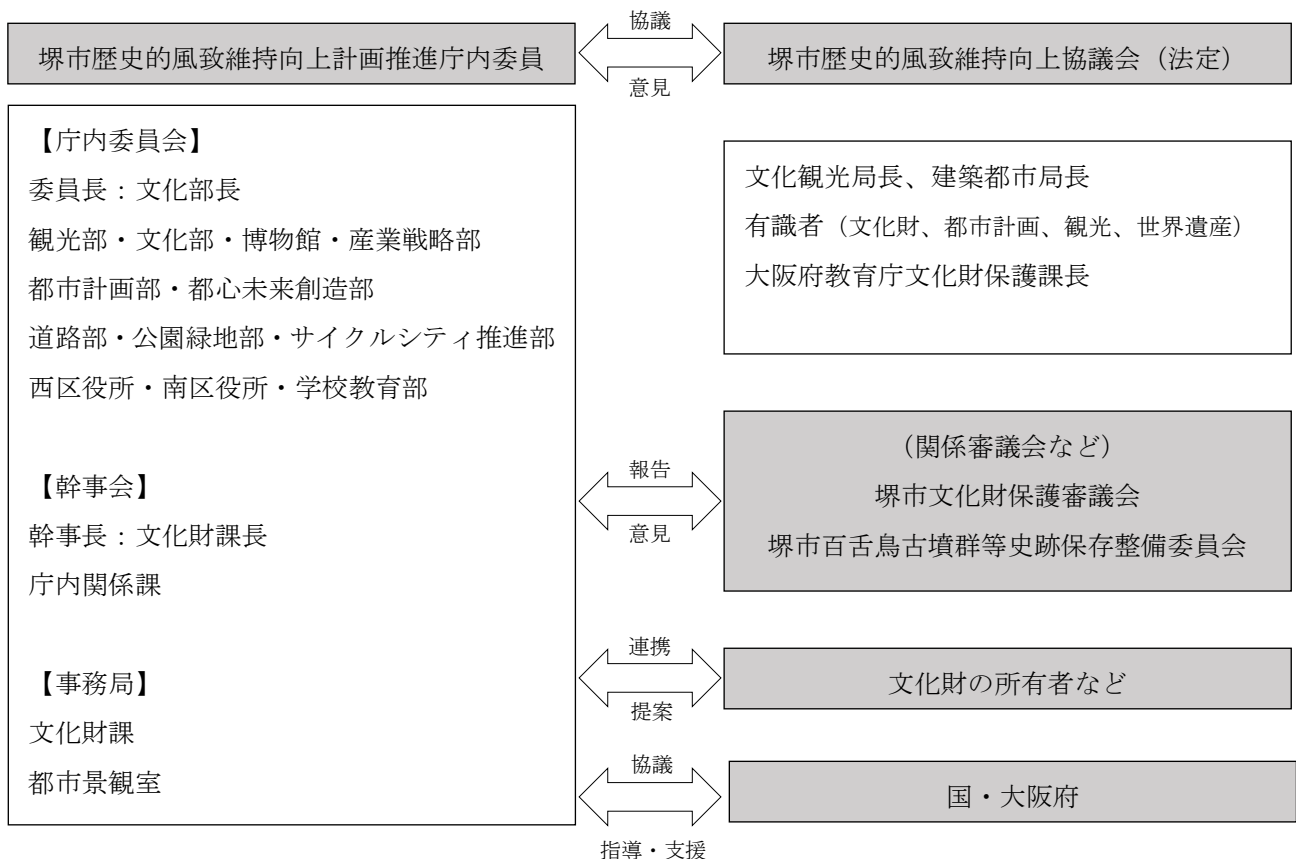 堺市歴史的風致維持向上計画推進庁内委員
協議
意見
堺市歴史的風致維持向上協議会（法定）
【庁内委員会】
委員長：文化部長
観光部・文化部・博物館・産業戦略部
都市計画部・都心未来創造部
道路部・公園緑地部・サイクルシティ推進部
西区役所・南区役所・学校教育部
【幹事会】
幹事長：文化財課長
庁内関係課
【事務局】
文化財課
都市景観室
文化観光局長、建築都市局長
有識者（文化財、都市計画、観光、世界遺産）
大阪府教育庁文化財保護課長
報告
意見
（関係審議会など）
堺市文化財保護審議会
堺市百舌鳥古墳群等史跡保存整備委員会
連携
提案
文化財の所有者など
協議
指導・支援
国・大阪府